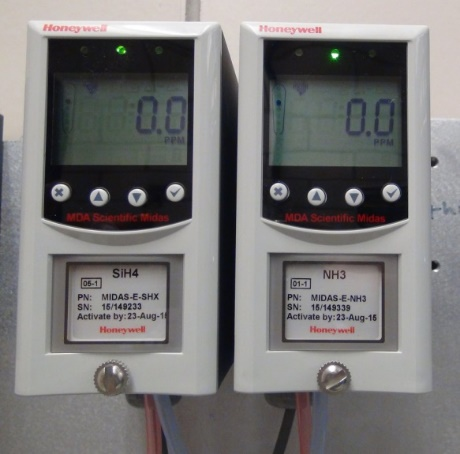 Honeywell
0.0
PPM
MDA Scientific Midas
SiH4
05-1
PN: MIDAS-E-SHX
SN: 15/149233
Activate by: 23-Aug-16
Honeywell
Honeywell
0.0
PPM
MDA Scientific Midas
NH3
01-1
PN: MIDAS-E-NH3
SN: 15/149339
Activate by: 23-Aug-16
Honeywell